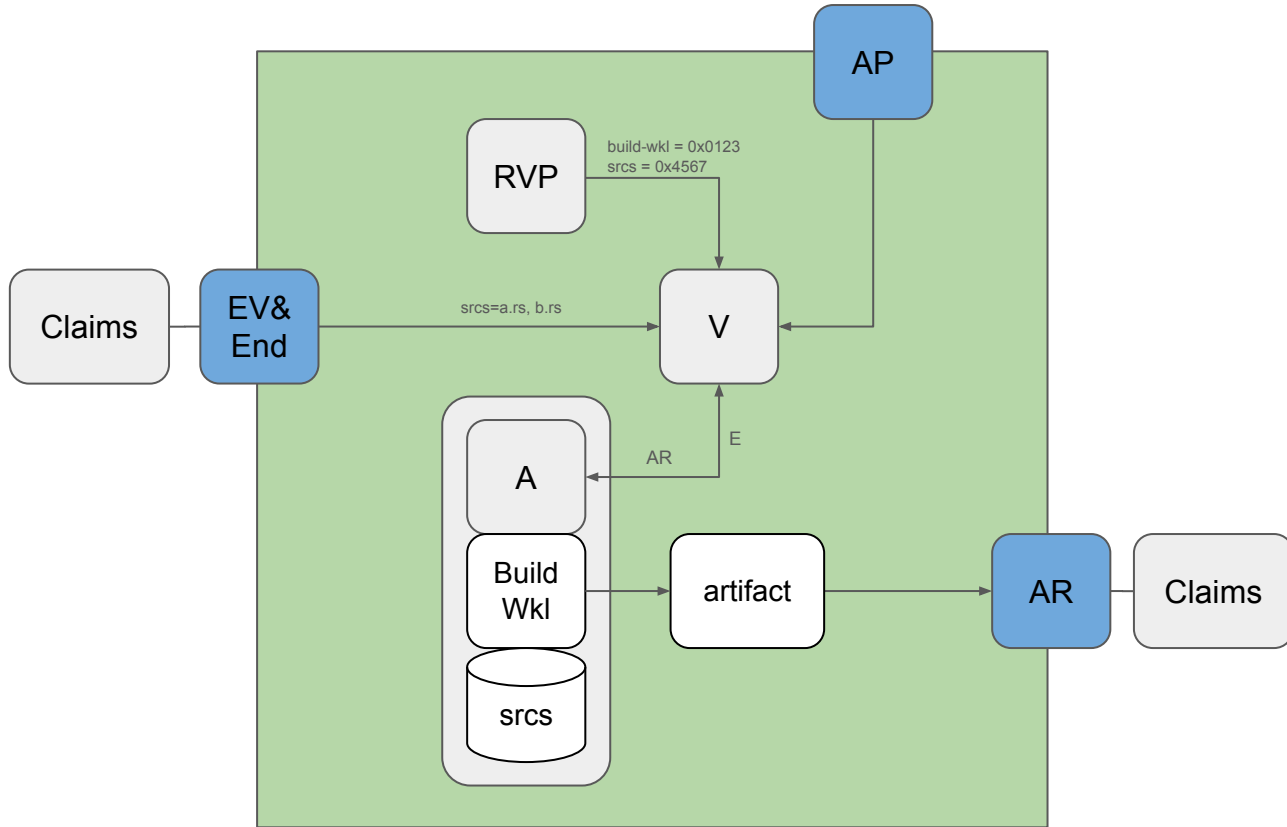 AP
RVP
build-wkl = 0x0123
srcs = 0x4567
Claims
EV&
End
srcs=a.rs, b.rs
V
A
AR
E
Build
Wkl
artifact
AR
Claims
srcs